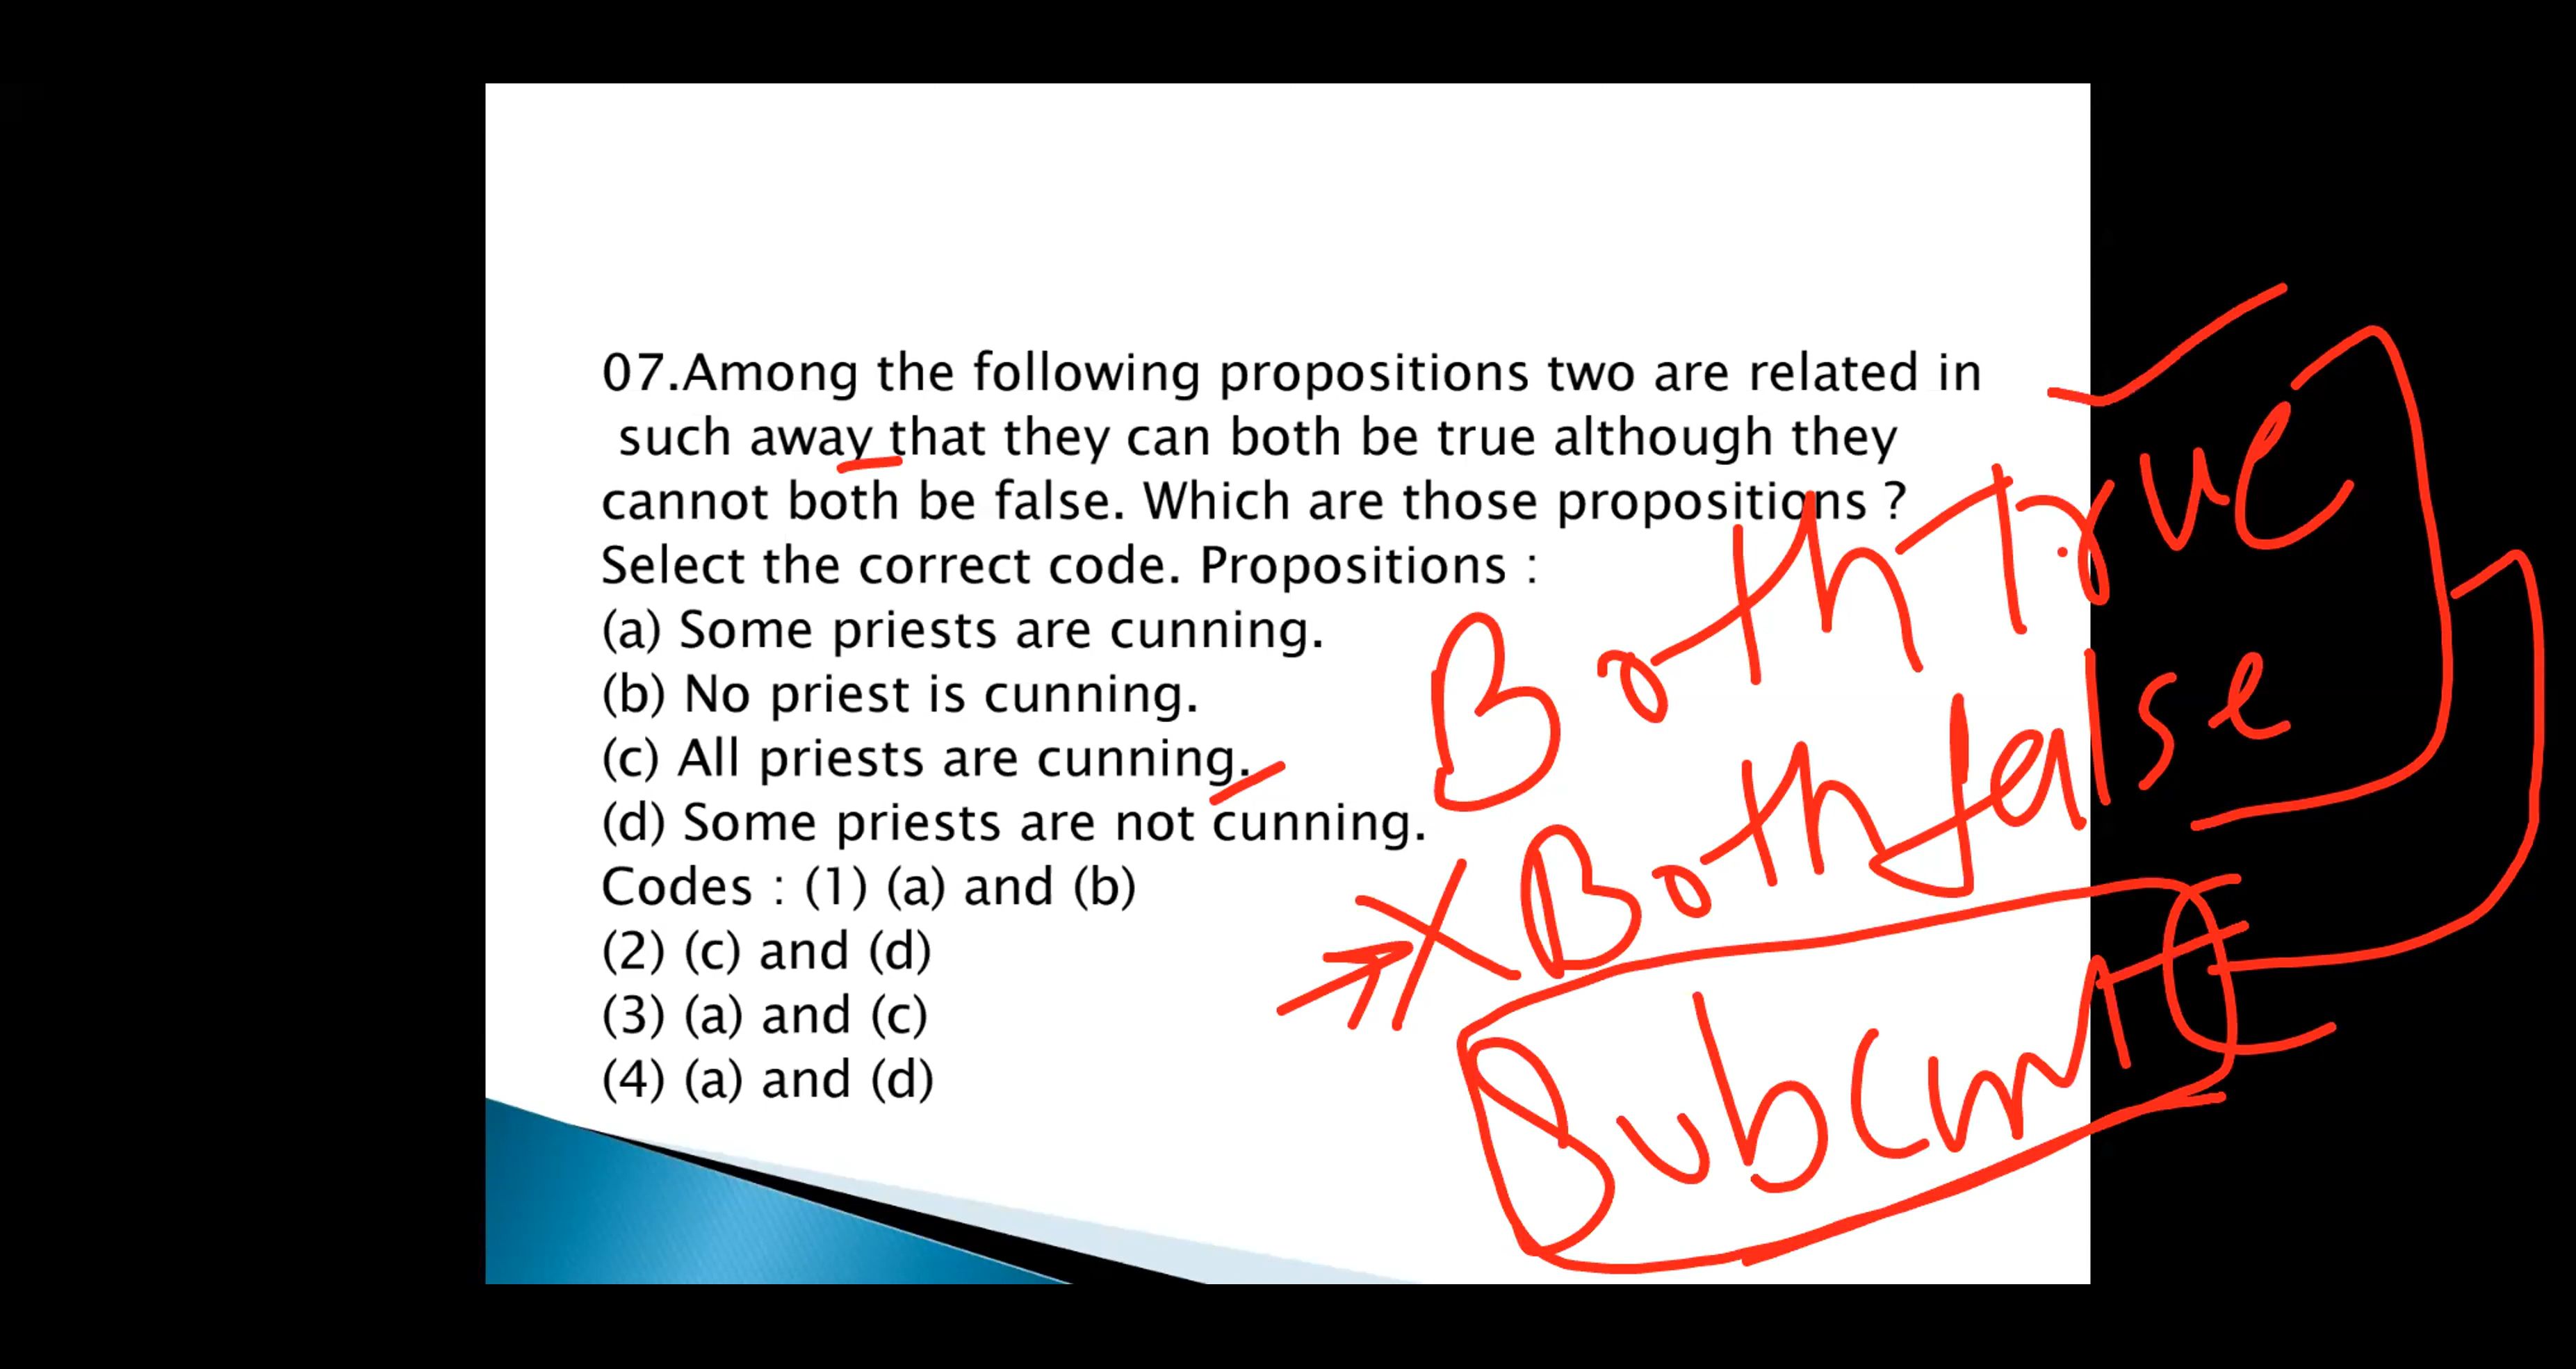 07.Among the following propositions two are related in
such away that they can both be true although they
cannot both be false. Which are those propositions ?
Select the correct code. Propositions :
(a) Some priests are cunning.
(b) No priest is cunning.
(c) All priests are cunning.
(d) Some priests are not cunning.
Codes : (1) (a) and (b)
(2) (c) and (d)
(3) (a) and (c)
(4) (a) and (d)
Both True
Both false